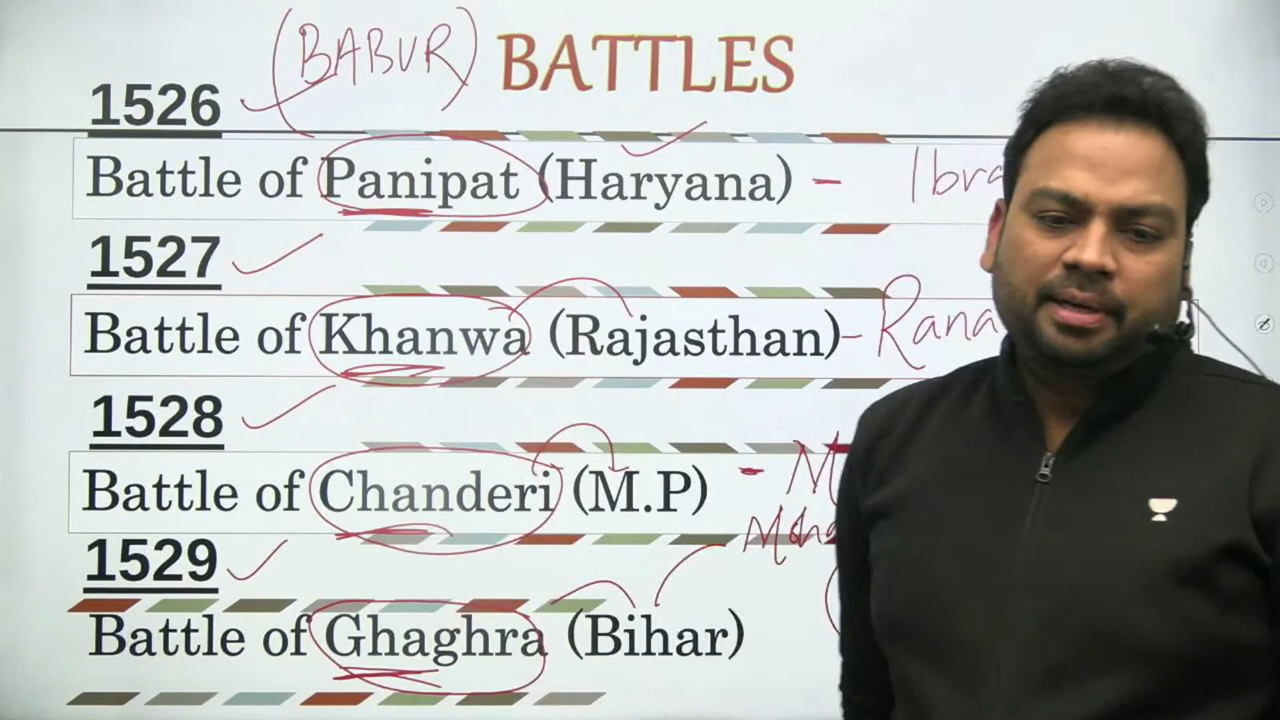 (BABUR) BATTLES
1526
Battle of Panipat (Haryana) -
1527
Battle of Khanwa (Rajasthan) - Rana
1528
Battle of Chanderi (M.P) - M
1529
Battle of Ghaghra (Bihar)